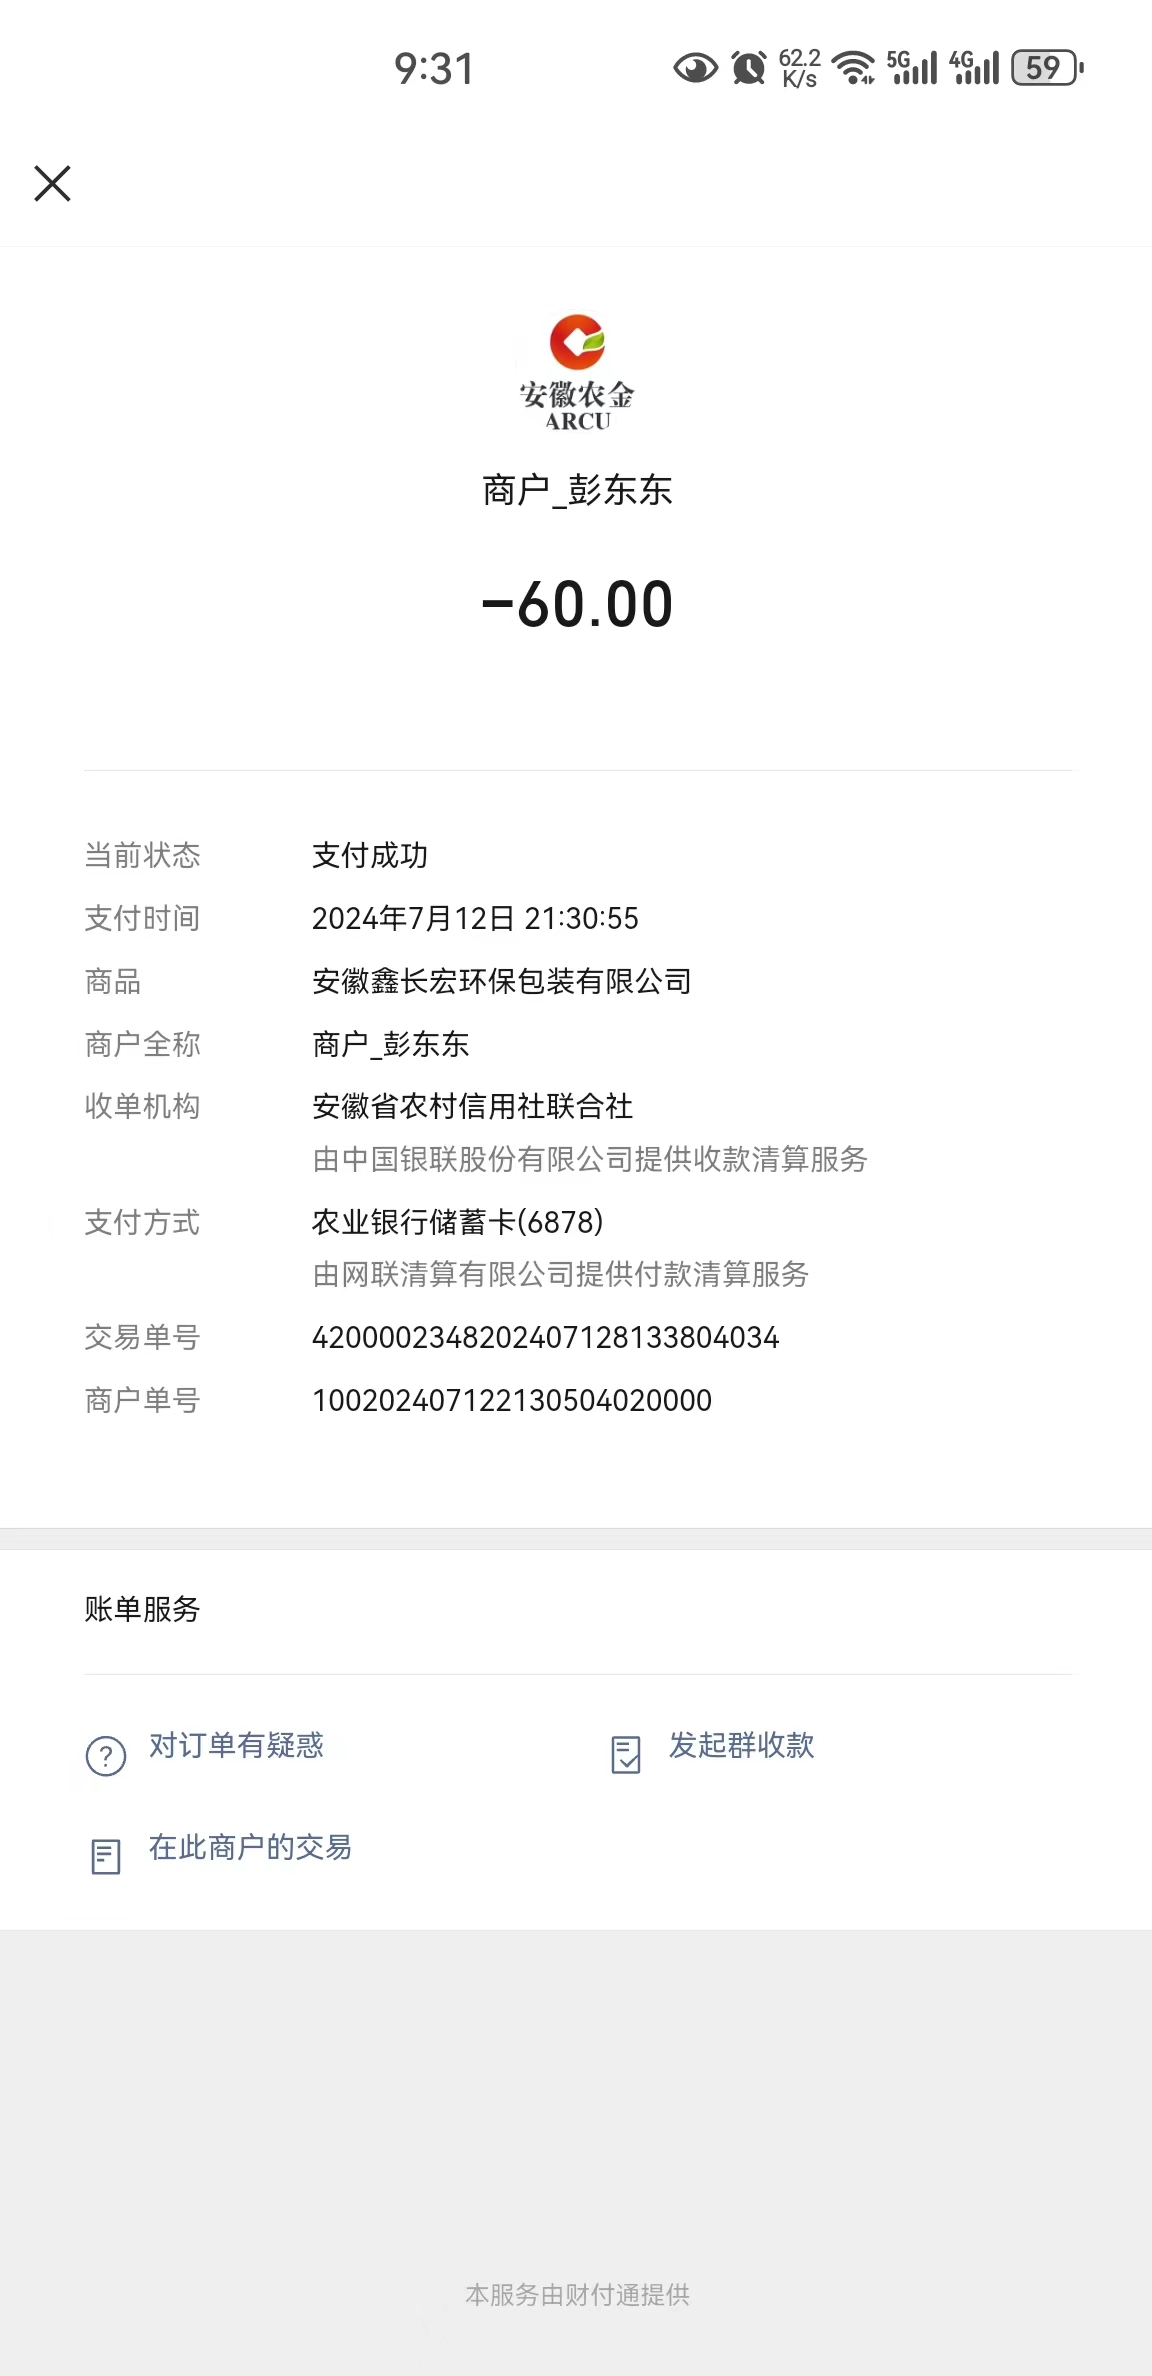 9:31
62.2 K/s 5G 4G 59
安徽农金
ARCU
商户_彭东东
-60.00
当前状态 支付成功
支付时间 2024年7月12日 21:30:55
商品 安徽鑫长宏环保包装有限公司
商户全称 商户_彭东东
收单机构 安徽省农村信用社联合社
由中国银联股份有限公司提供收款清算服务
支付方式 农业银行储蓄卡(6878)
由网联清算有限公司提供付款清算服务
交易单号 4200002348202407128133804034
商户单号 100202407122130504020000
账单服务
对订单有疑惑 发起群收款
在此商户的交易
本服务由财付通提供